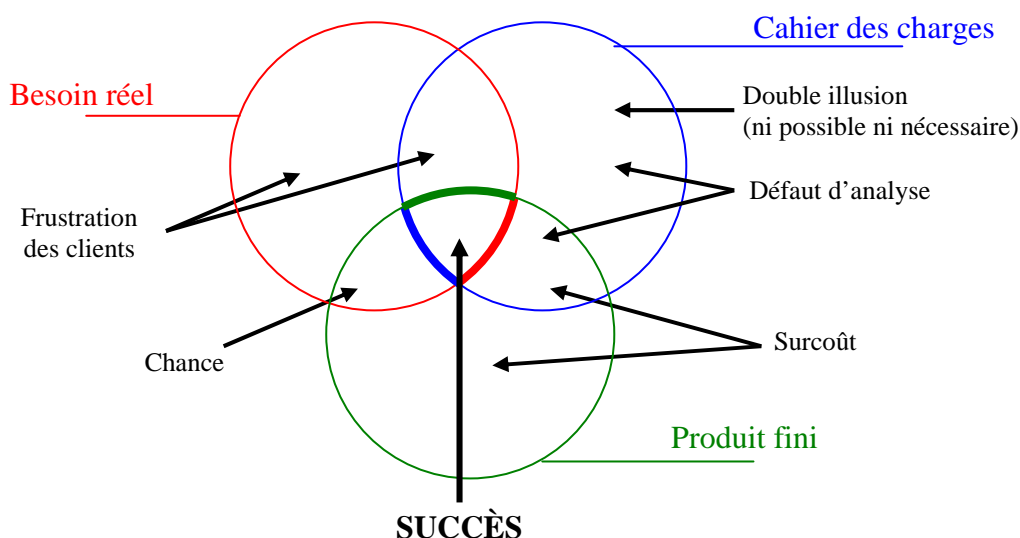 Cahier des charges
Besoin réel
Double illusion
(ni possible ni nécessaire)
Défaut d’analyse
Frustration
des clients
Surcoût
Chance
Produit fini
SUCCÈS